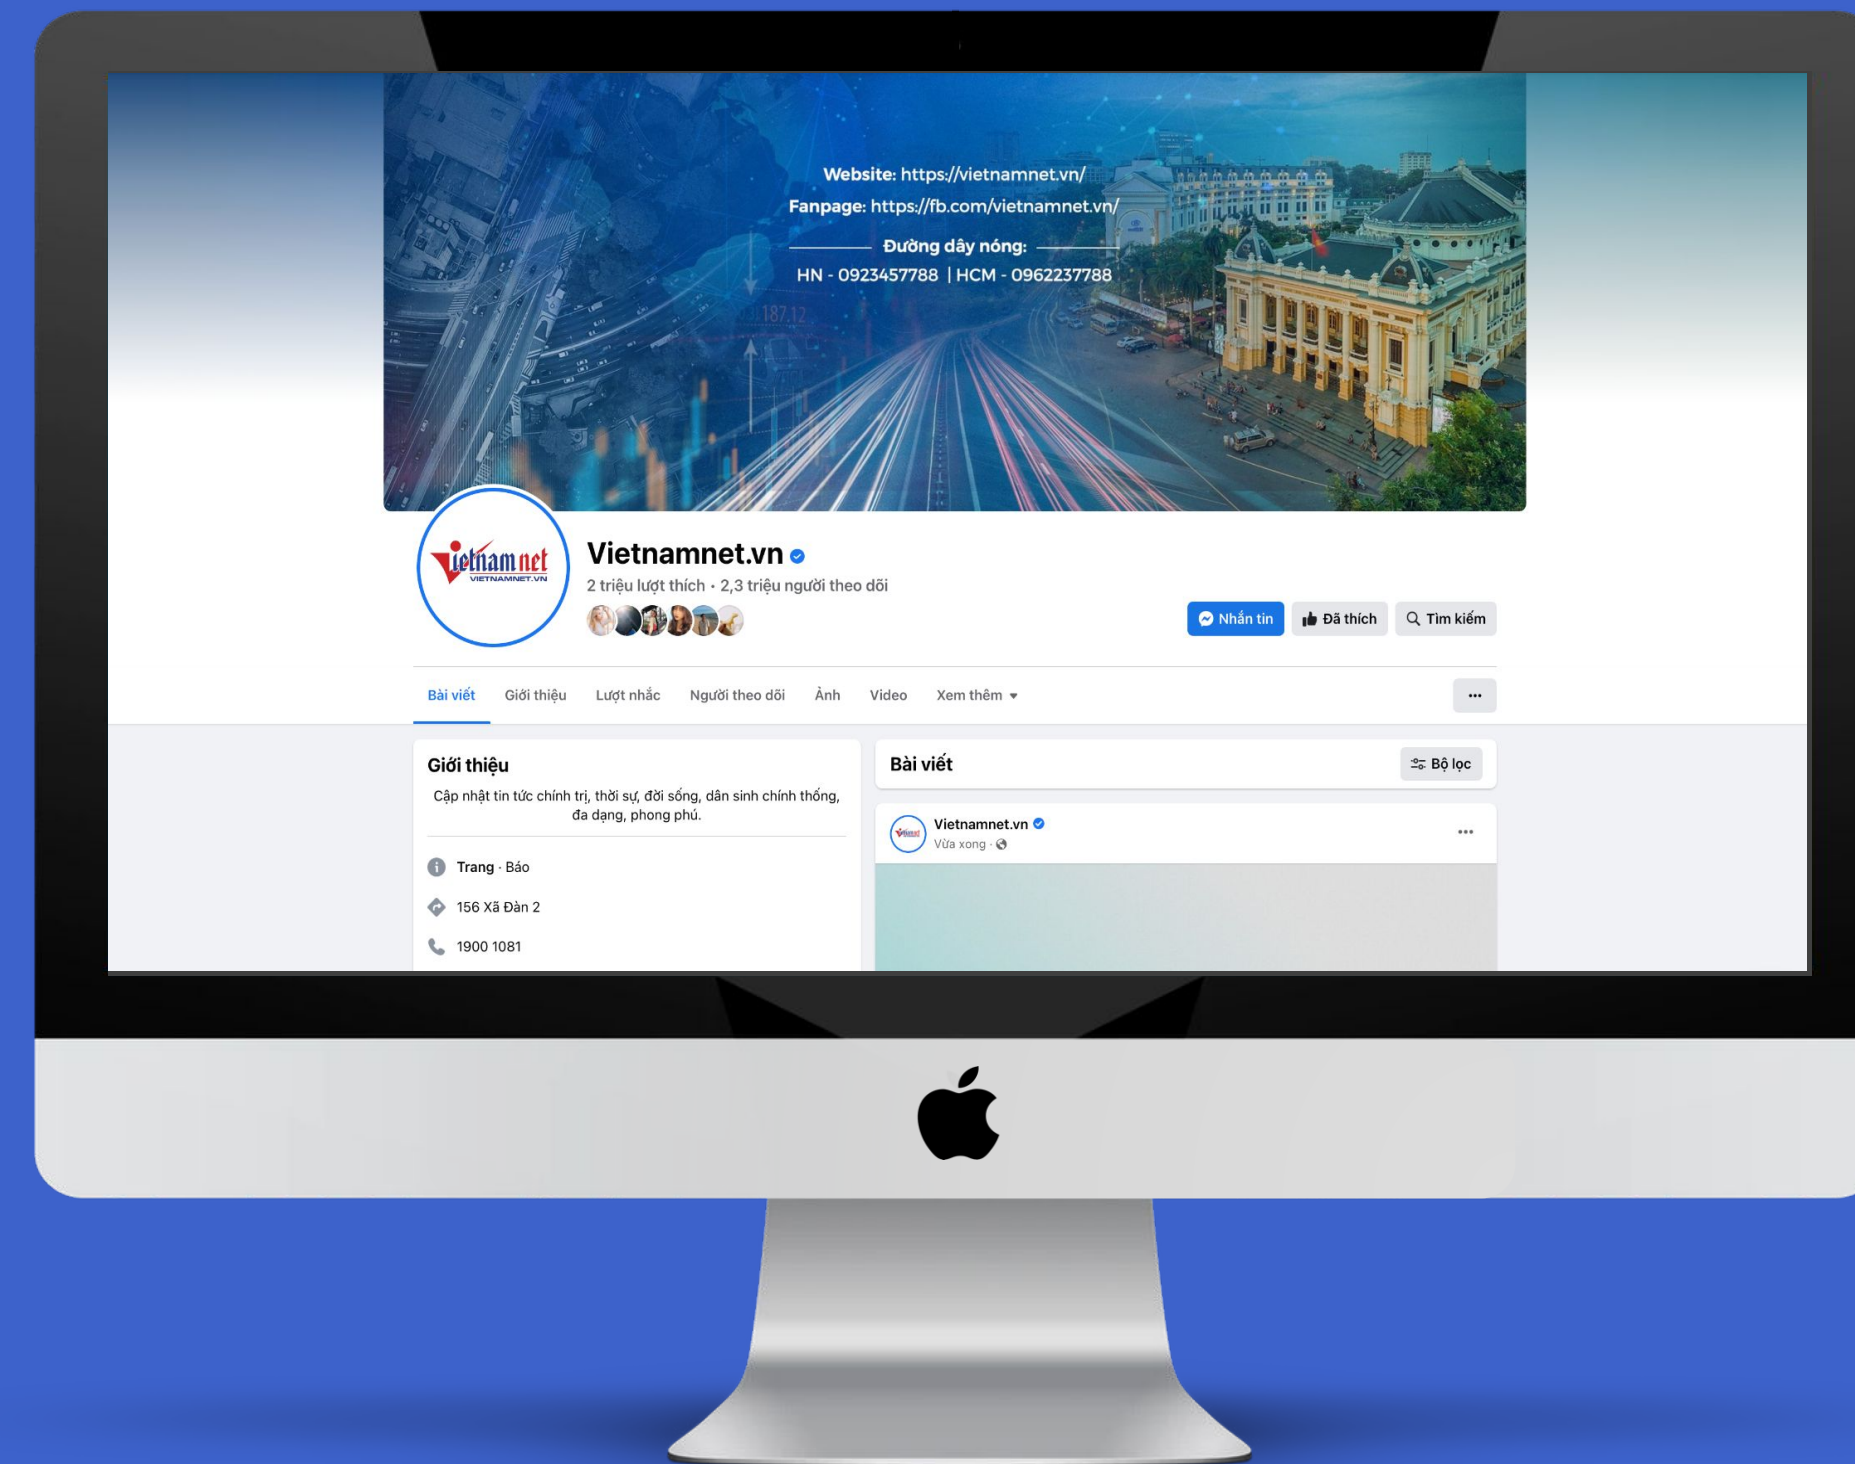 Website: https://vietnamnet.vn/
Fanpage: https://fb.com/vietnamnet.vn/
Đường dây nóng:
HN - 0923457788 | HCM - 0962237788
187.12
Vietnamnet
VIETNAMNET.VN
Vietnamnet.vn
2 triệu lượt thích · 2,3 triệu người theo dõi
Nhắn tin Đã thích Tìm kiếm
Bài viết Giới thiệu Lượt nhắc Người theo dõi Ảnh Video Xem thêm
Giới thiệu
Cập nhật tin tức chính trị, thời sự, đời sống, dân sinh chính thống,
đa dạng, phong phú.
Trang · Báo
156 Xã Đàn 2
1900 1081
Bài viết Bộ lọc
Vietnamnet
Vietnamnet.vn
Vừa xong ·